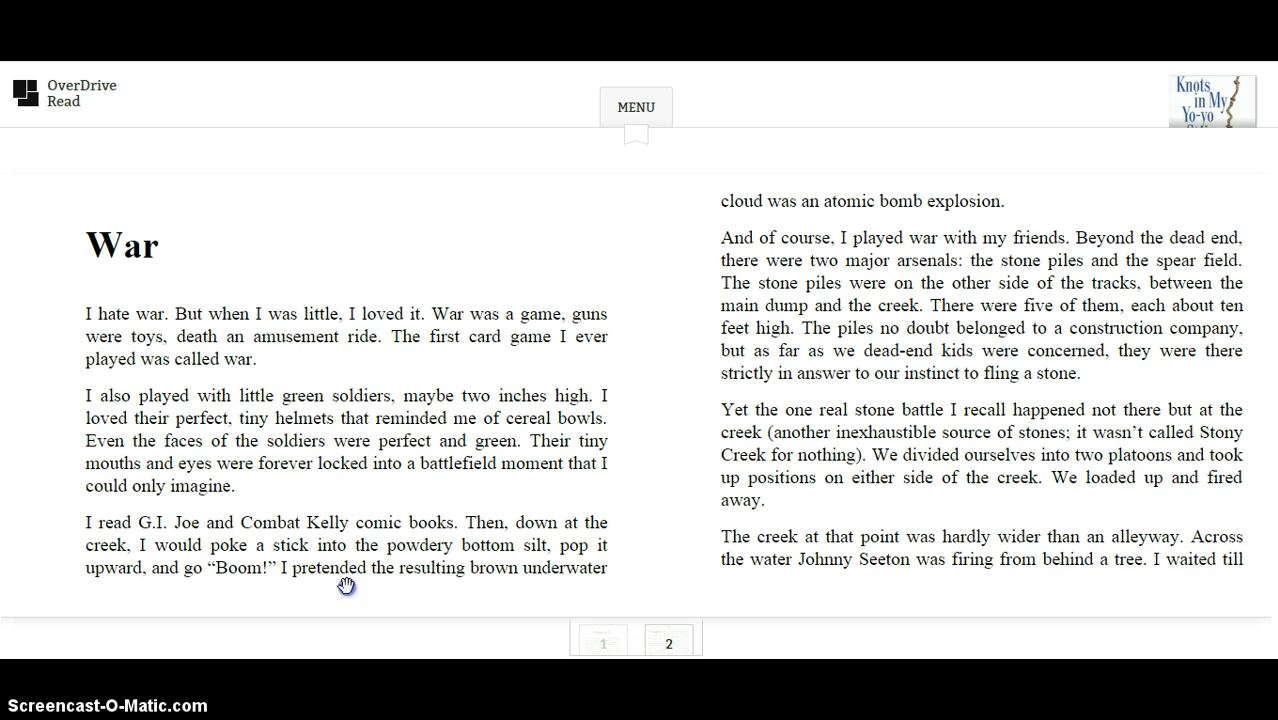 OverDrive
Read
MENU
Knots
in My
Yo-yo
War
I hate war. But when I was little, I loved it. War was a game, guns
were toys, death an amusement ride. The first card game I ever
played was called war.
I also played with little green soldiers, maybe two inches high. I
loved their perfect, tiny helmets that reminded me of cereal bowls.
Even the faces of the soldiers were perfect and green. Their tiny
mouths and eyes were forever locked into a battlefield moment that I
could only imagine.
I read G.I. Joe and Combat Kelly comic books. Then, down at the
creek, I would poke a stick into the powdery bottom silt, pop it
upward, and go “Boom!” I pretended the resulting brown underwater
cloud was an atomic bomb explosion.
And of course, I played war with my friends. Beyond the dead end,
there were two major arsenals: the stone piles and the spear field.
The stone piles were on the other side of the tracks, between the
main dump and the creek. There were five of them, each about ten
feet high. The piles no doubt belonged to a construction company,
but as far as we dead-end kids were concerned, they were there
strictly in answer to our instinct to fling a stone.
Yet the one real stone battle I recall happened not there but at the
creek (another inexhaustible source of stones; it wasn’t called Stony
Creek for nothing). We divided ourselves into two platoons and took
up positions on either side of the creek. We loaded up and fired
away.
The creek at that point was hardly wider than an alleyway. Across
the water Johnny Seeton was firing from behind a tree. I waited till
1
2
Screencast-O-Matic.com